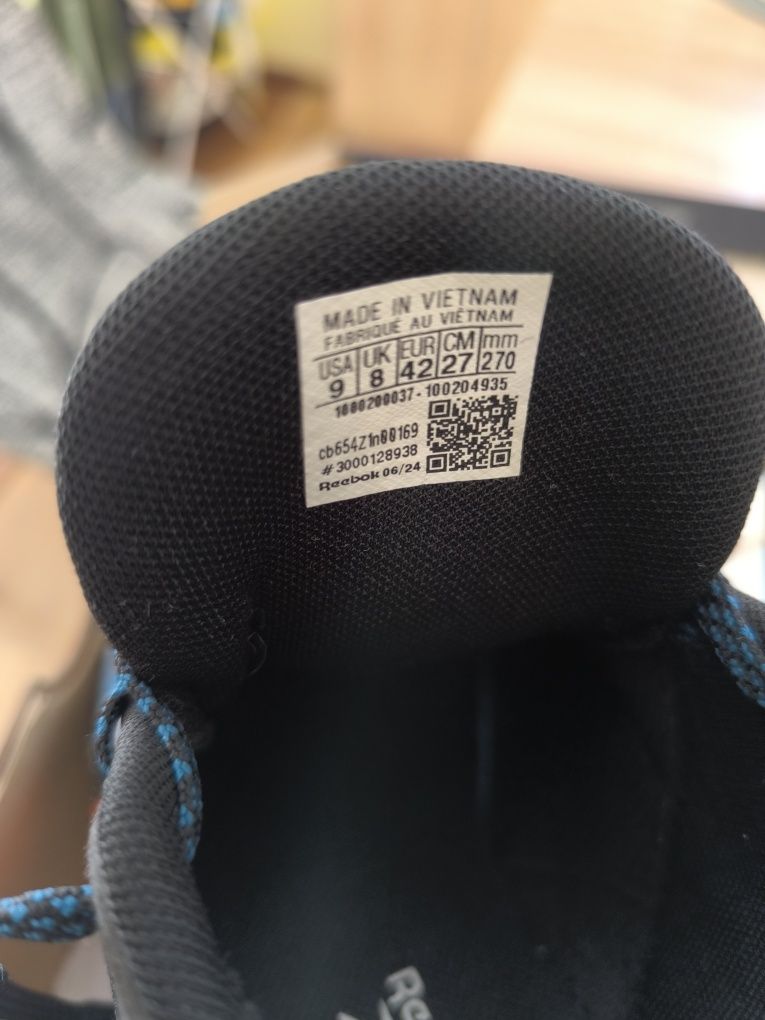 MADE IN VIETNAM
FABRIQUÉ AU VIÊTNAM
USA UK EUR CM mm
9 8 42 27 270
1000200037 - 100204935
cb654Z1n00169
# 3000128938
Reebok 06/24